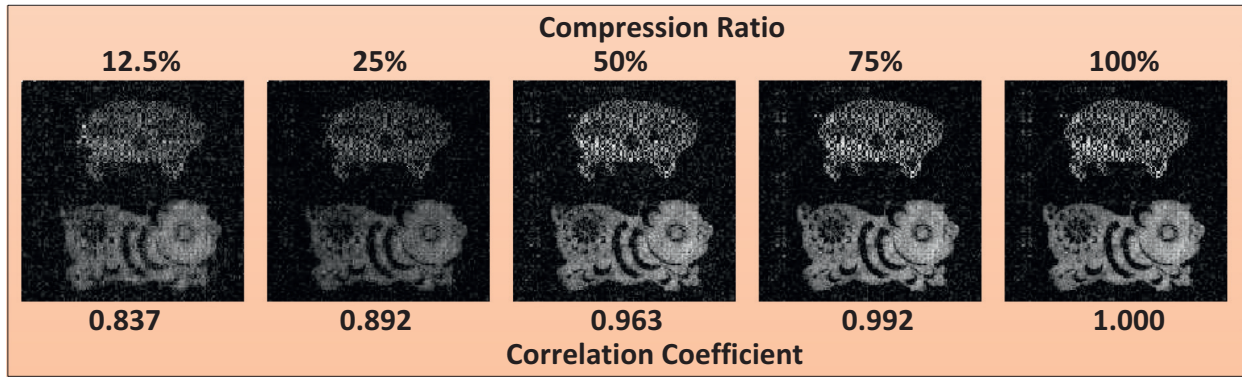 Compression Ratio
12.5% 25% 50% 75% 100%
0.837 0.892 0.963 0.992 1.000
Correlation Coefficient